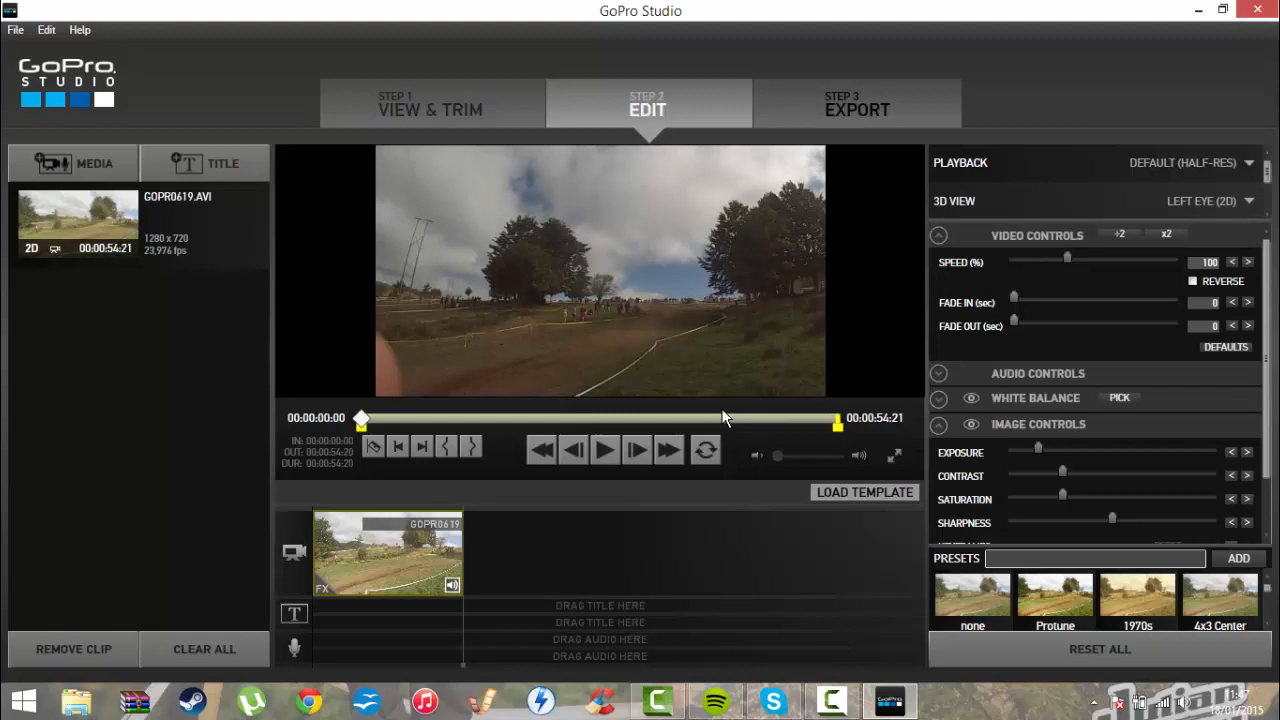 GoPro Studio
File Edit Help
GoPro
STUDIO
STEP 1
VIEW & TRIM
STEP 2
EDIT
STEP 3
EXPORT
MEDIA
TITLE
GOPR0619.AVI
1280 x 720
23,976 fps
2D 00:00:54:21
PLAYBACK DEFAULT (HALF-RES)
3D VIEW LEFT EYE (2D)
VIDEO CONTROLS ÷2 x2
SPEED (%) 100 < >
REVERSE
FADE IN (sec) 0 < >
FADE OUT (sec) 0 < >
DEFAULTS
AUDIO CONTROLS
WHITE BALANCE PICK
IMAGE CONTROLS
EXPOSURE < >
CONTRAST < >
SATURATION < >
SHARPNESS < >
00:00:00:00 00:00:54:21
IN: 00:00:00:00
OUT: 00:00:54:20
DUR: 00:00:54:20
LOAD TEMPLATE
GOPR0619
FX
T
DRAG TITLE HERE
DRAG TITLE HERE
DRAG AUDIO HERE
DRAG AUDIO HERE
PRESETS ADD
none Protune 1970s 4x3 Center
REMOVE CLIP CLEAR ALL
RESET ALL
11:47
18/01/2015